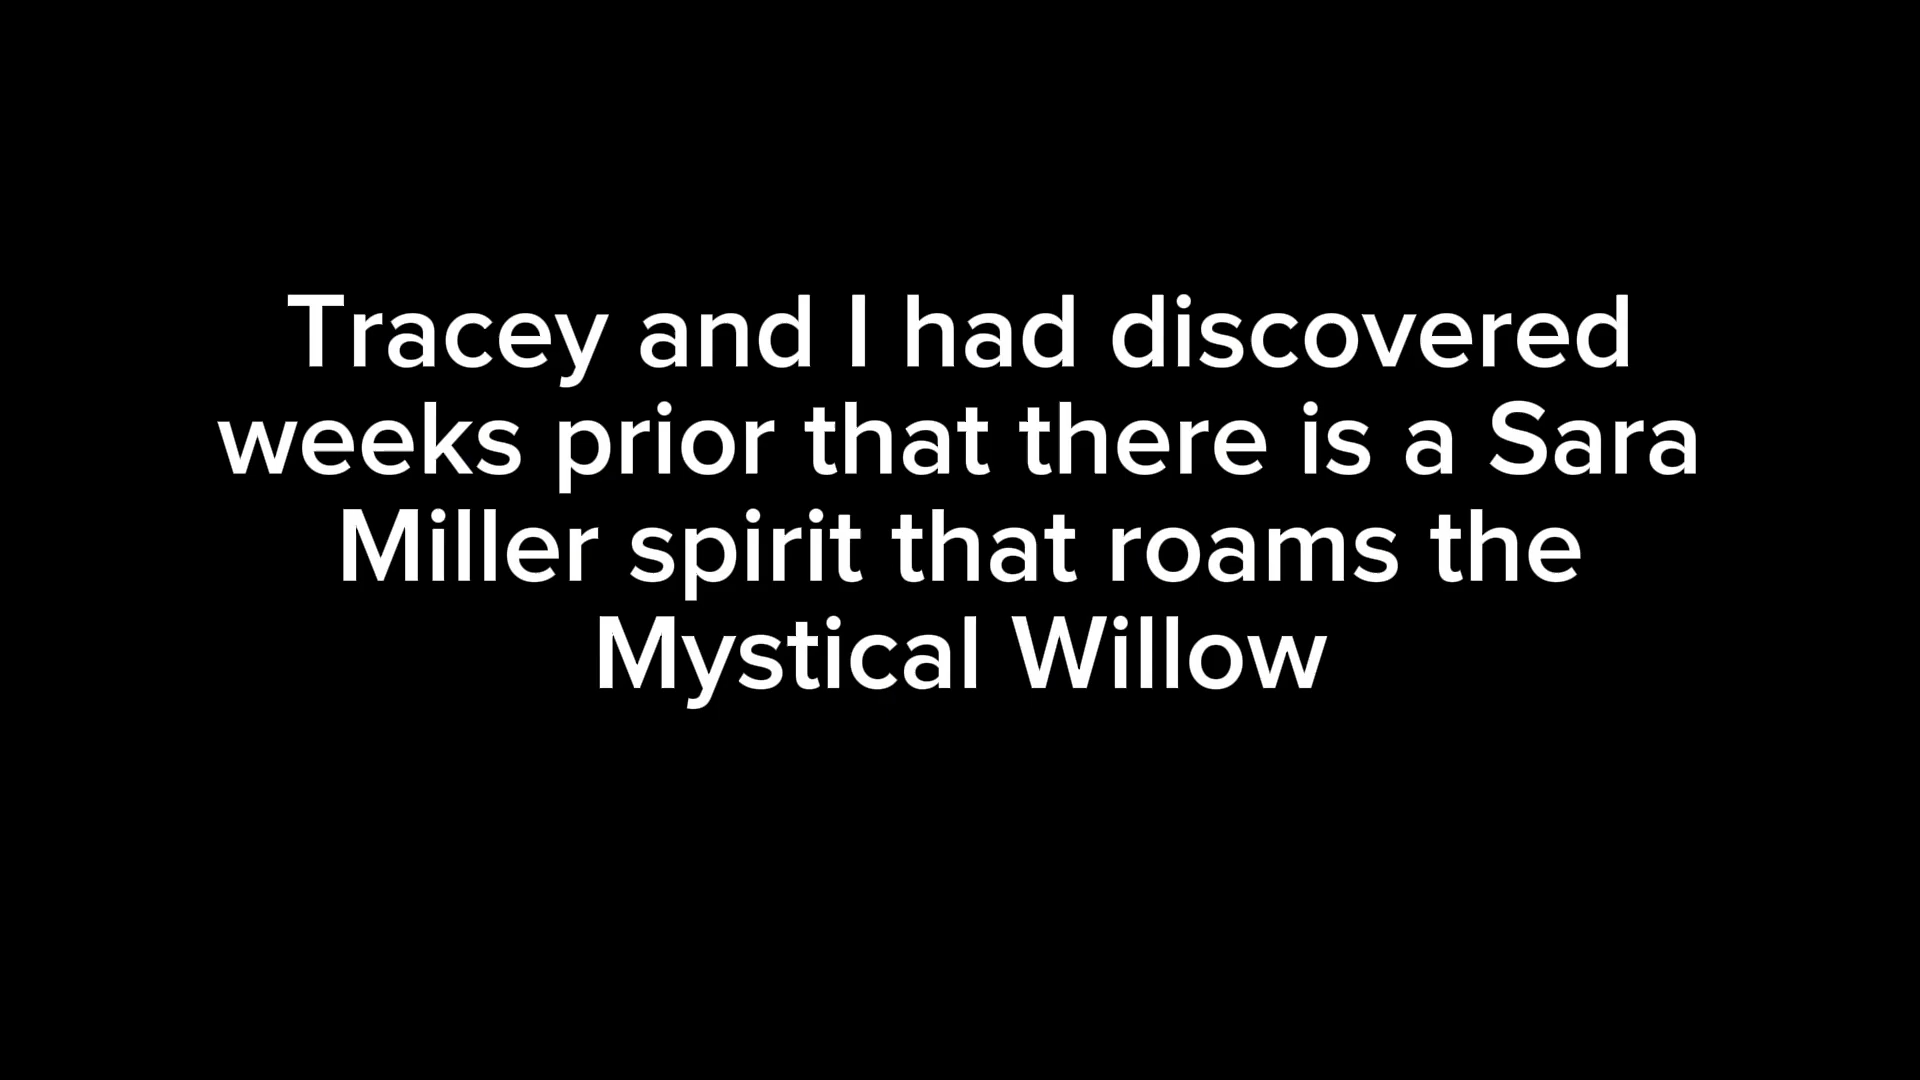 Tracey and I had discovered
weeks prior that there is a Sara
Miller spirit that roams the
Mystical Willow